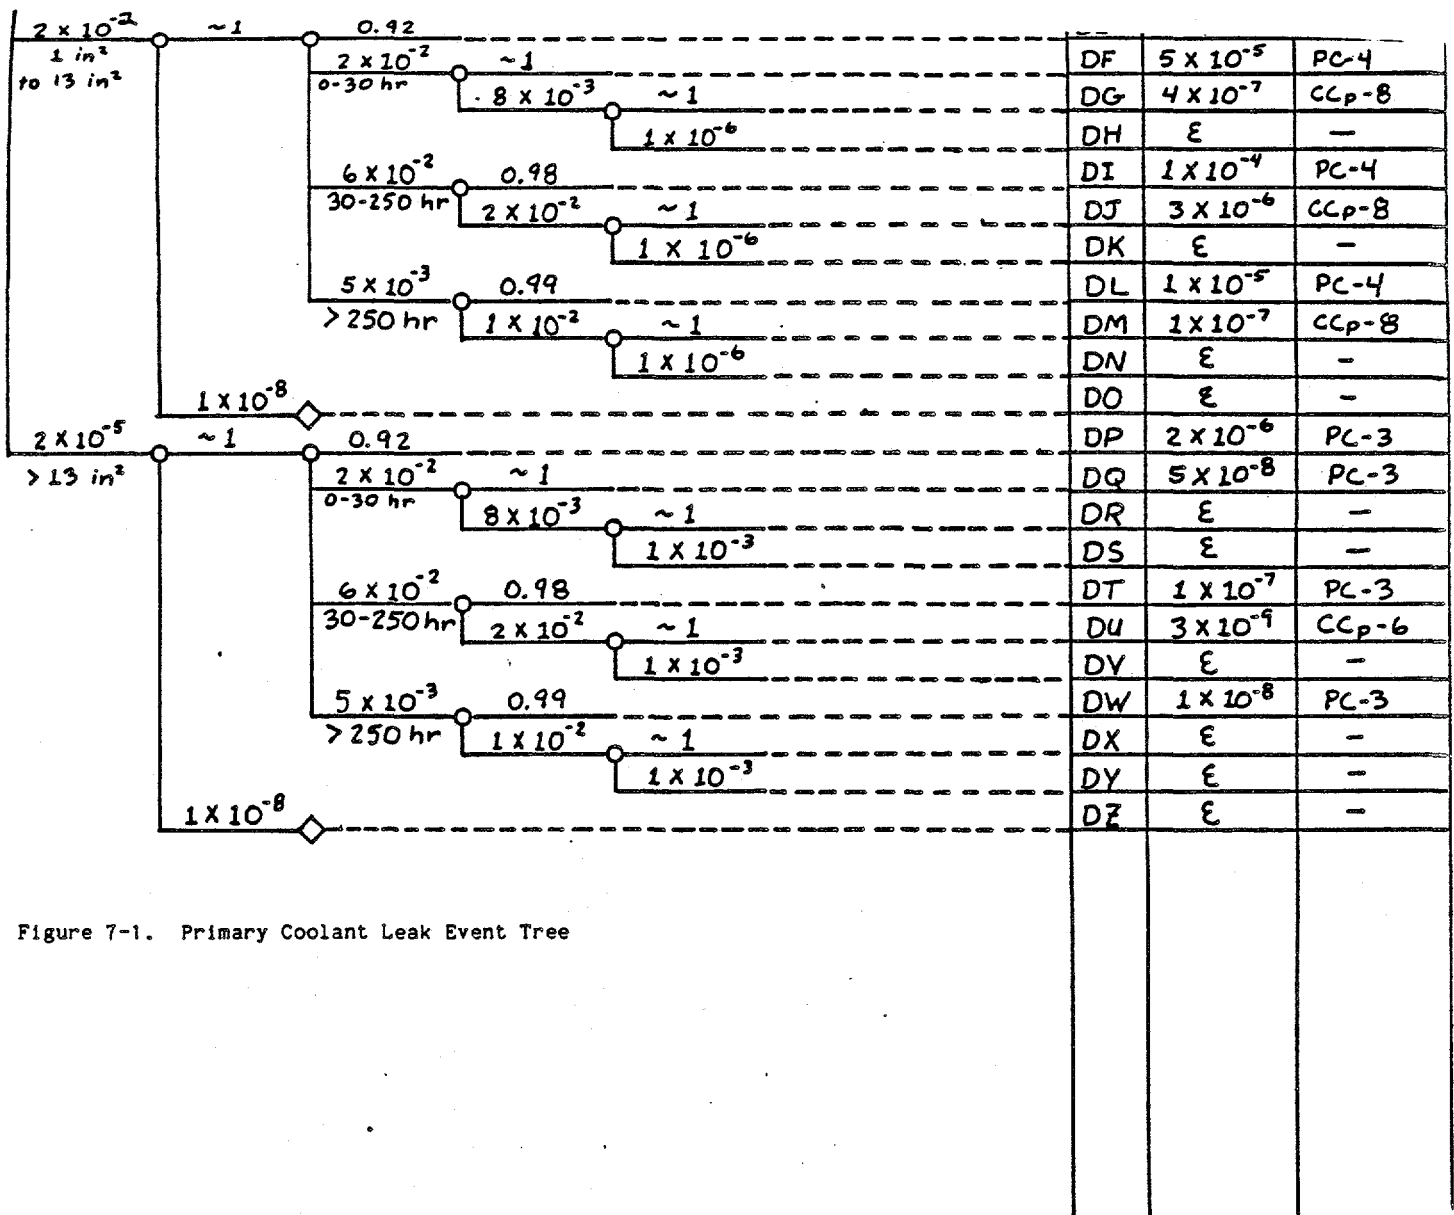 2 x 10⁻² ~1 0.92
1 in²
to 13 in²
2 x 10⁻² ~1 DF 5 x 10⁻⁵ PC-4
0-30 hr
8 x 10⁻³ ~1 DG 4 x 10⁻⁷ CCp-8
1 x 10⁻⁶ DH ε —
6 x 10⁻² 0.98 DI 1 x 10⁻⁴ PC-4
30-250 hr
2 x 10⁻² ~1 DJ 3 x 10⁻⁶ CCp-8
1 x 10⁻⁶ DK ε —
5 x 10⁻³ 0.99 DL 1 x 10⁻⁵ PC-4
> 250 hr
1 x 10⁻² ~1 DM 1 x 10⁻⁷ CCp-8
1 x 10⁻⁶ DN ε -
1 x 10⁻⁸ DO ε -
2 x 10⁻⁵ ~1 0.92 DP 2 x 10⁻⁶ PC-3
> 13 in²
2 x 10⁻² ~1 DQ 5 x 10⁻⁸ PC-3
0-30 hr
8 x 10⁻³ ~1 DR ε —
1 x 10⁻³ DS ε —
6 x 10⁻² 0.98 DT 1 x 10⁻⁷ PC-3
30-250 hr
2 x 10⁻² ~1 DU 3 x 10⁻⁹ CCp-6
1 x 10⁻³ DV ε -
5 x 10⁻³ 0.99 DW 1 x 10⁻⁸ PC-3
> 250 hr
1 x 10⁻² ~1 DX ε -
1 x 10⁻³ DY ε -
1 x 10⁻⁸ DZ ε -
Figure 7-1. Primary Coolant Leak Event Tree